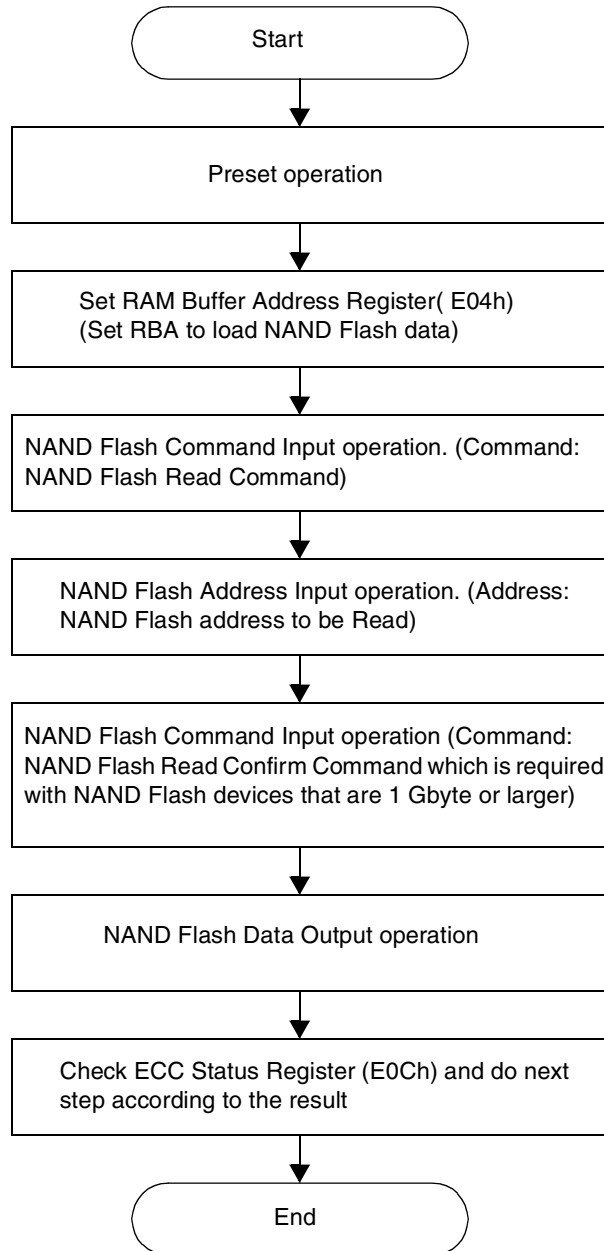 Start
Preset operation
Set RAM Buffer Address Register( E04h)
(Set RBA to load NAND Flash data)
NAND Flash Command Input operation. (Command:
NAND Flash Read Command)
NAND Flash Address Input operation. (Address:
NAND Flash address to be Read)
NAND Flash Command Input operation (Command:
NAND Flash Read Confirm Command which is required
with NAND Flash devices that are 1 Gbyte or larger)
NAND Flash Data Output operation
Check ECC Status Register (E0Ch) and do next
step according to the result
End